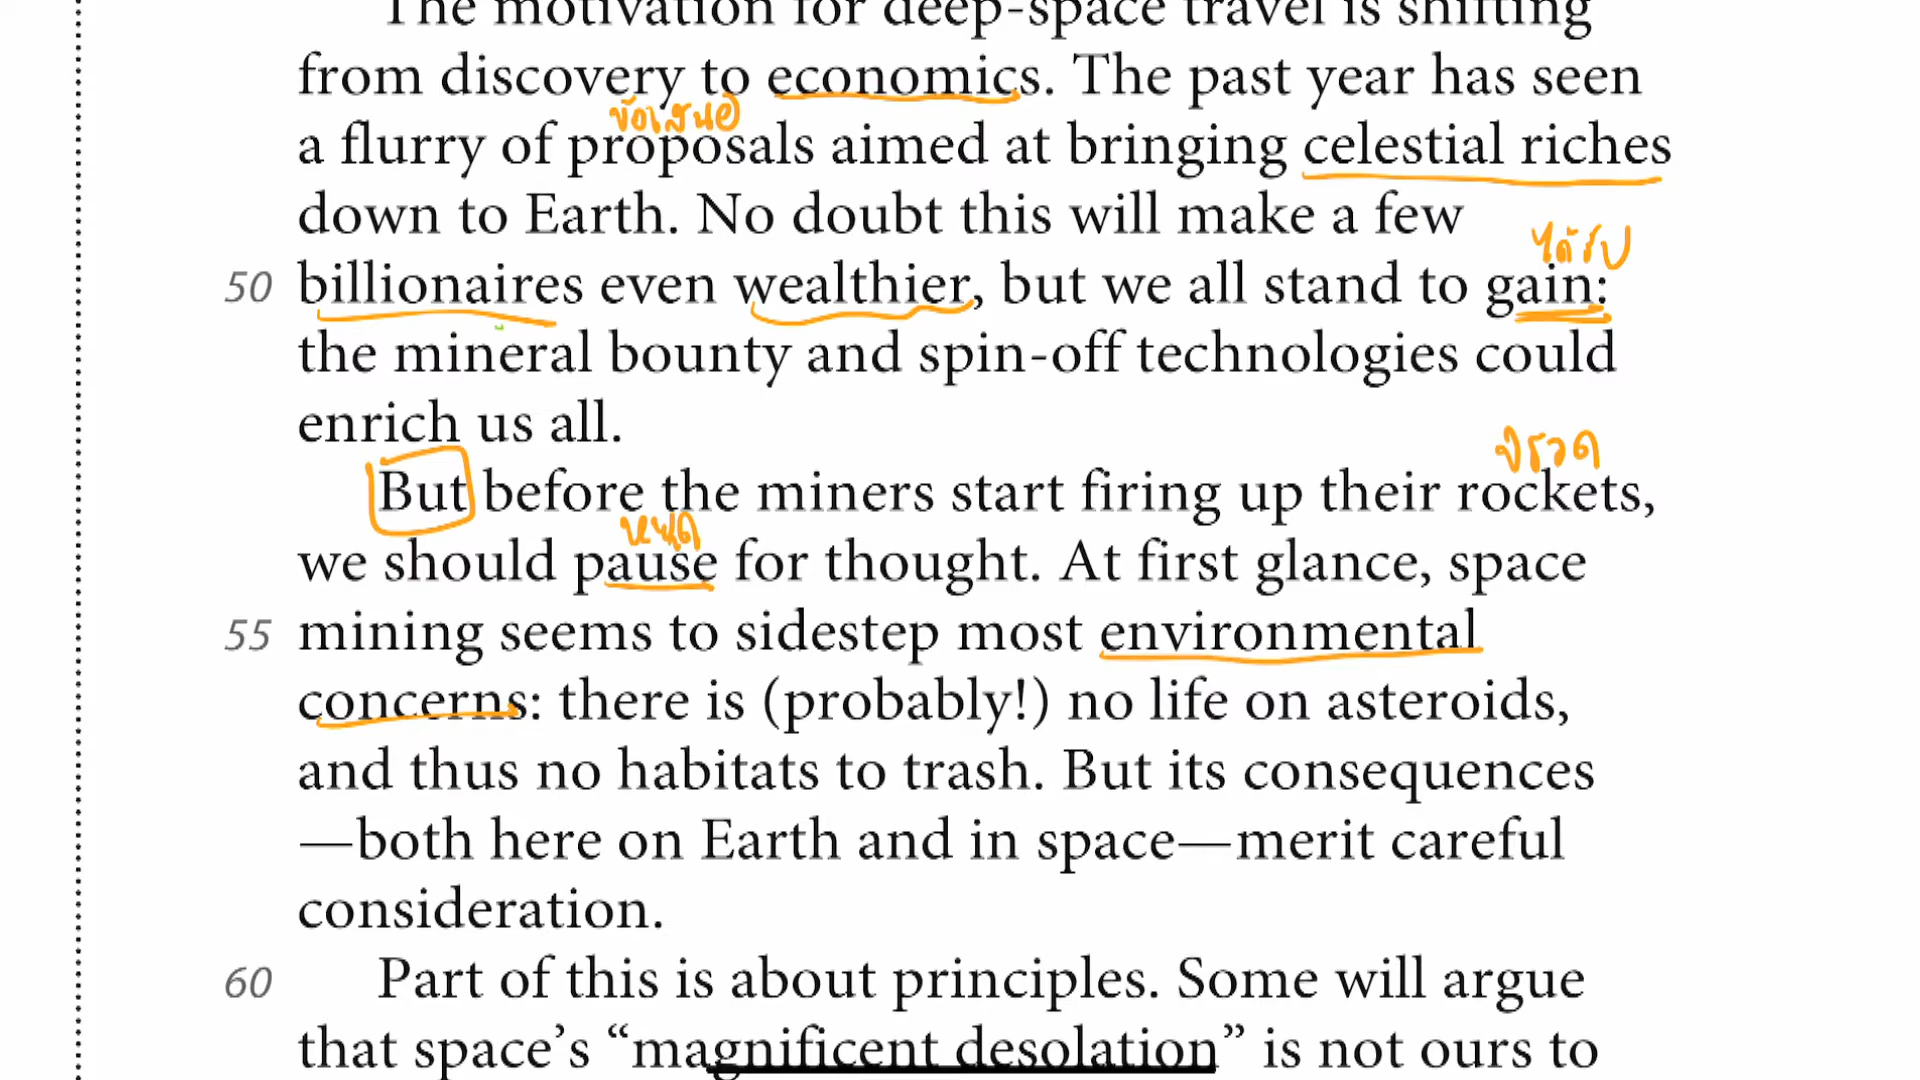 The motivation for deep-space travel is shifting
from discovery to economics. The past year has seen
ข้อเสนอ
a flurry of proposals aimed at bringing celestial riches
down to Earth. No doubt this will make a few
ได้รับ
50 billionaires even wealthier, but we all stand to gain:
the mineral bounty and spin-off technologies could
enrich us all.
จรวด
But before the miners start firing up their rockets,
หยุด
we should pause for thought. At first glance, space
55 mining seems to sidestep most environmental
concerns: there is (probably!) no life on asteroids,
and thus no habitats to trash. But its consequences
—both here on Earth and in space—merit careful
consideration.
60 Part of this is about principles. Some will argue
that space’s “magnificent desolation” is not ours to